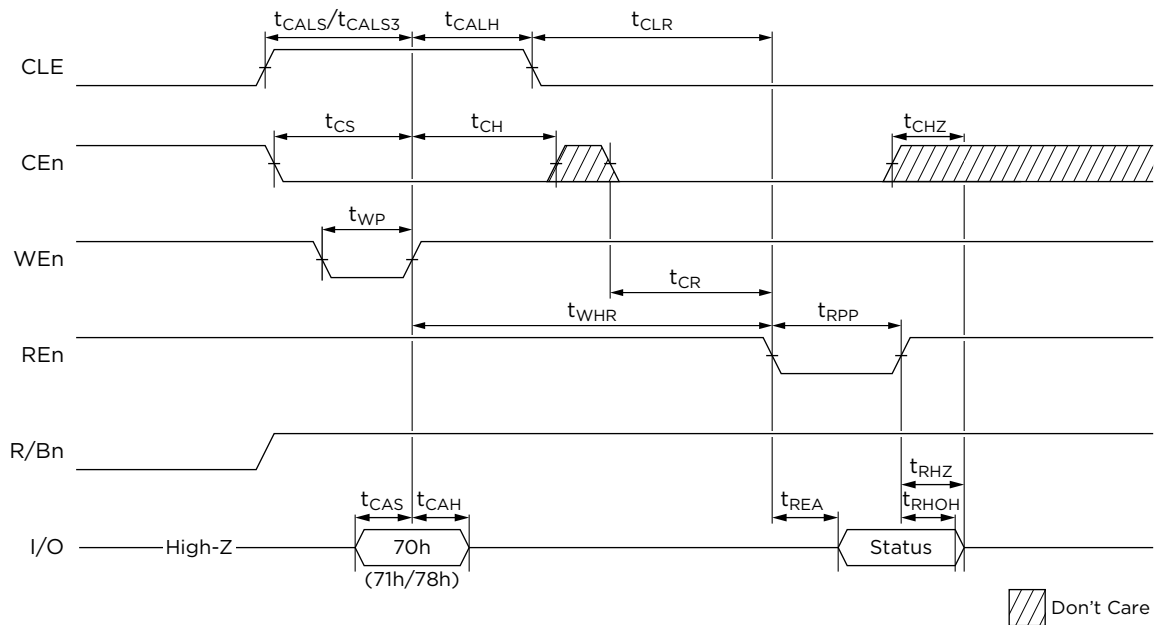 tCALS/tCALS3 tCALH tCLR
CLE
tCS tCH tCHZ
CEn
tWP
WEn
tCR
tWHR tRPP
REn
R/Bn
tRHZ
tCAS tCAH tREA tRHOH
I/O High-Z 70h Status
(71h/78h)
Don't Care